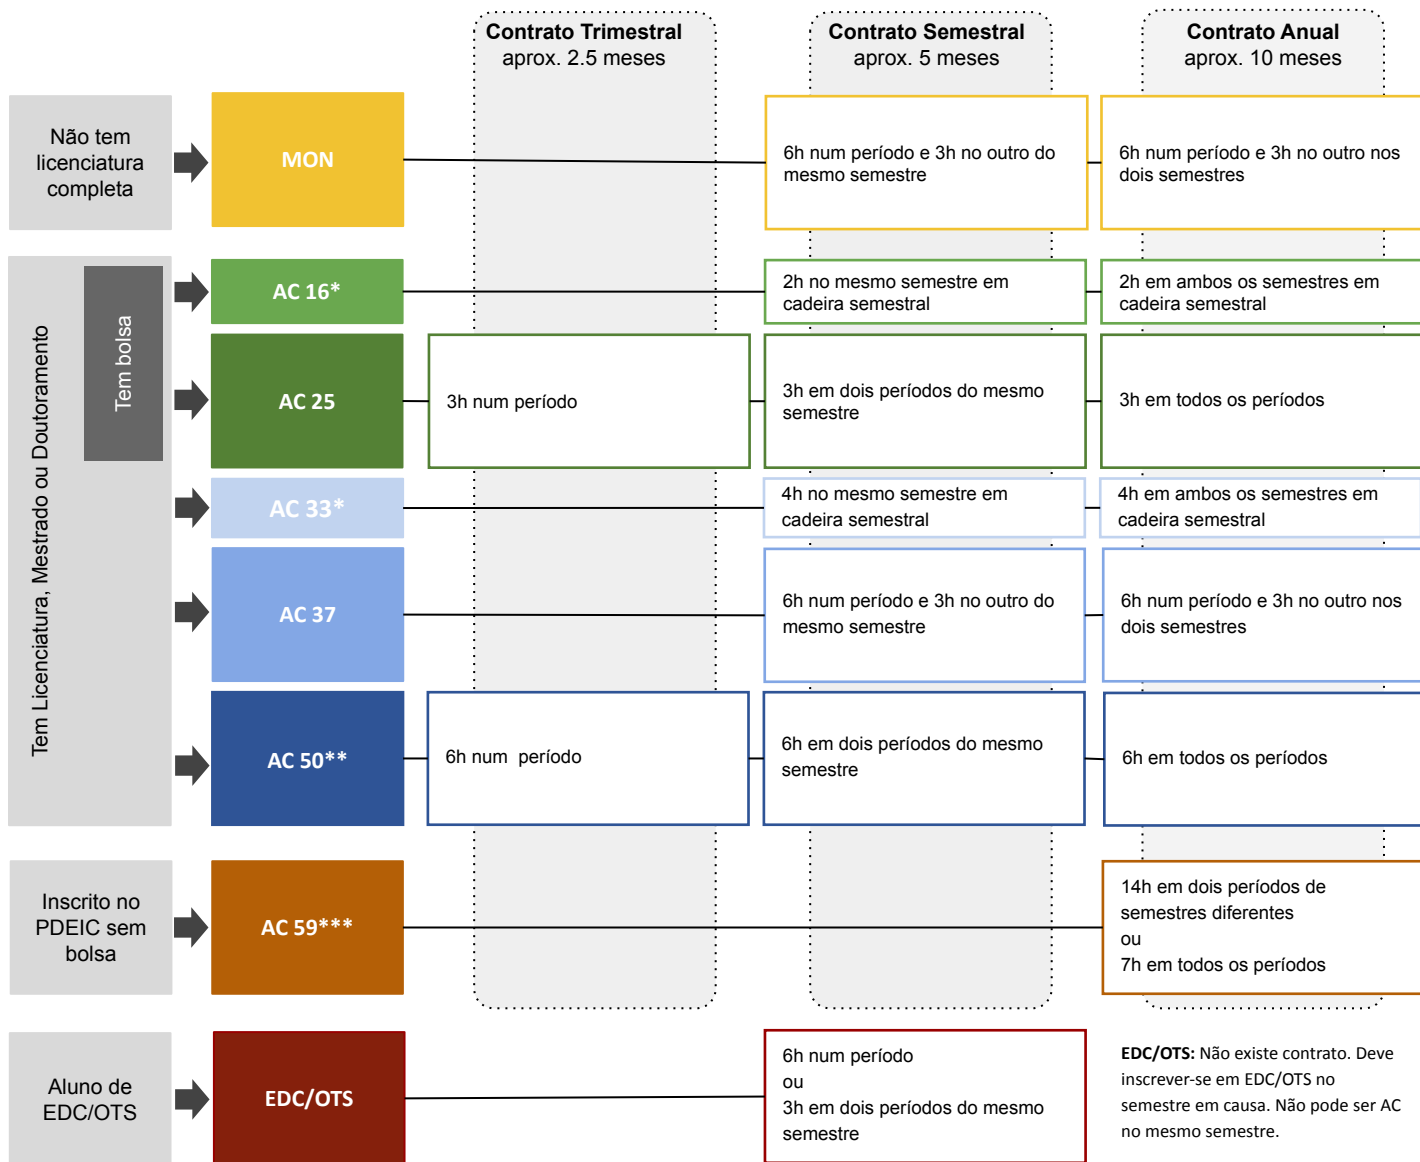 Contrato Trimestral
aprox. 2.5 meses
Contrato Semestral
aprox. 5 meses
Contrato Anual
aprox. 10 meses
Não tem
licenciatura
completa
MON
6h num período e 3h no outro do
mesmo semestre
6h num período e 3h no outro nos
dois semestres
Tem Licenciatura, Mestrado ou Doutoramento
Tem bolsa
AC 16*
2h no mesmo semestre em
cadeira semestral
2h em ambos os semestres em
cadeira semestral
AC 25
3h num período
3h em dois períodos do mesmo
semestre
3h em todos os períodos
AC 33*
4h no mesmo semestre em
cadeira semestral
4h em ambos os semestres em
cadeira semestral
AC 37
6h num período e 3h no outro do
mesmo semestre
6h num período e 3h no outro nos
dois semestres
AC 50**
6h num período
6h em dois períodos do mesmo
semestre
6h em todos os períodos
Inscrito no
PDEIC sem
bolsa
AC 59***
14h em dois períodos de
semestres diferentes
ou
7h em todos os períodos
Aluno de
EDC/OTS
EDC/OTS
6h num período
ou
3h em dois períodos do mesmo
semestre
EDC/OTS: Não existe contrato. Deve
inscrever-se em EDC/OTS no
semestre em causa. Não pode ser AC
no mesmo semestre.